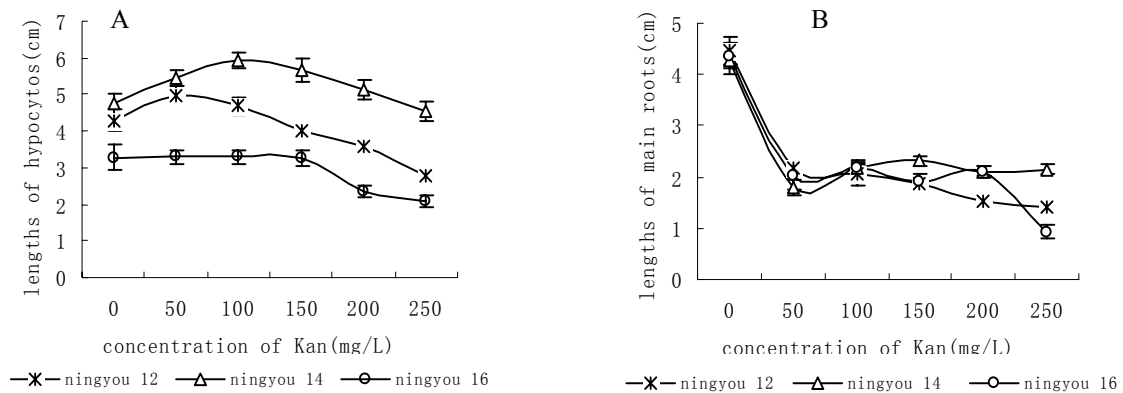 A
lengths of hypocytos(cm)
7
6
5
4
3
2
1
0
0 50 100 150 200 250
concentration of Kan(mg/L)
ningyou 12 ningyou 14 ningyou 16
B
lengths of main roots(cm)
5
4
3
2
1
0
0 50 100 150 200 250
concentration of Kan(mg/L)
ningyou 12 ningyou 14 ningyou 16